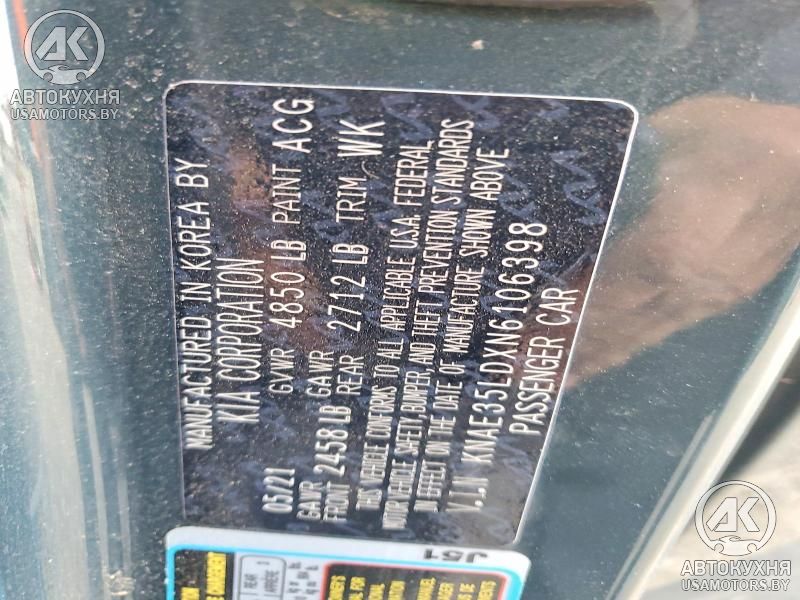 AK
АВТОКУХНЯ
USAMOTORS.BY
MANUFACTURED IN KOREA BY
KIA CORPORATION
05/21 GVWR 4850 LB PAINT ACG
GAWR FRONT 2458 LB GAWR REAR 2712 LB TRIM WK
THIS VEHICLE CONFORMS TO ALL APPLICABLE U.S.A. FEDERAL
MOTOR VEHICLE SAFETY, BUMPER, AND THEFT PREVENTION STANDARDS
IN EFFECT ON THE DATE OF MANUFACTURE SHOWN ABOVE
V.I.N KNAE35LDXN6106398
PASSENGER CAR
J51
REAR
AK
АВТОКУХНЯ
USAMOTORS.BY